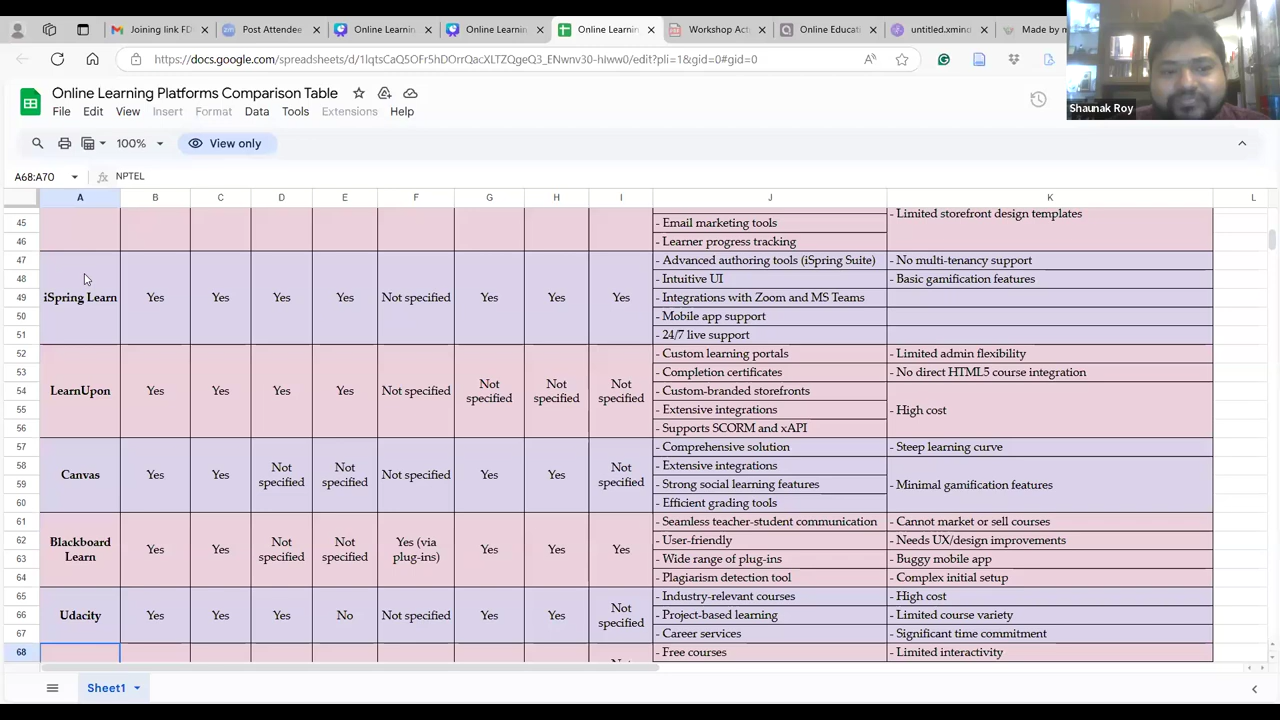 Joining link FD
Post Attende
Online Learnin
Online Learnin
Online Learnin
Workshop Act
Online Educati
untitled.xmind
Made by m
https://docs.google.com/spreadsheets/d/1lqtsCaQ5OFr5hDOrrQacXLTZQgeQ3_ENwnv30-hIww0/edit?pli=1&gid=0#gid=0
Shaunak Roy
Online Learning Platforms Comparison Table
File Edit View Insert Format Data Tools Extensions Help
100% View only
A68:A70 fx NPTEL
A B C D E F G H I J K L
45 - Email marketing tools - Limited storefront design templates
46 - Learner progress tracking
47 - Advanced authoring tools (iSpring Suite) - No multi-tenancy support
48 - Intuitive UI - Basic gamification features
49 iSpring Learn Yes Yes Yes Yes Not specified Yes Yes Yes - Integrations with Zoom and MS Teams
50 - Mobile app support
51 - 24/7 live support
52 - Custom learning portals - Limited admin flexibility
53 - Completion certificates - No direct HTML5 course integration
54 LearnUpon Yes Yes Yes Yes Not specified Not specified Not specified Not specified - Custom-branded storefronts
55 - Extensive integrations - High cost
56 - Supports SCORM and xAPI
57 - Comprehensive solution - Steep learning curve
58 Canvas Yes Yes Not specified Not specified Not specified Yes Yes Not specified - Extensive integrations
59 - Strong social learning features - Minimal gamification features
60 - Efficient grading tools
61 - Seamless teacher-student communication - Cannot market or sell courses
62 Blackboard Learn Yes Yes Not specified Not specified Yes (via plug-ins) Yes Yes Yes - User-friendly - Needs UX/design improvements
63 - Wide range of plug-ins - Buggy mobile app
64 - Plagiarism detection tool - Complex initial setup
65 - Industry-relevant courses - High cost
66 Udacity Yes Yes Yes No Not specified Yes Yes Not specified - Project-based learning - Limited course variety
67 - Career services - Significant time commitment
68 - Free courses - Limited interactivity
Sheet1